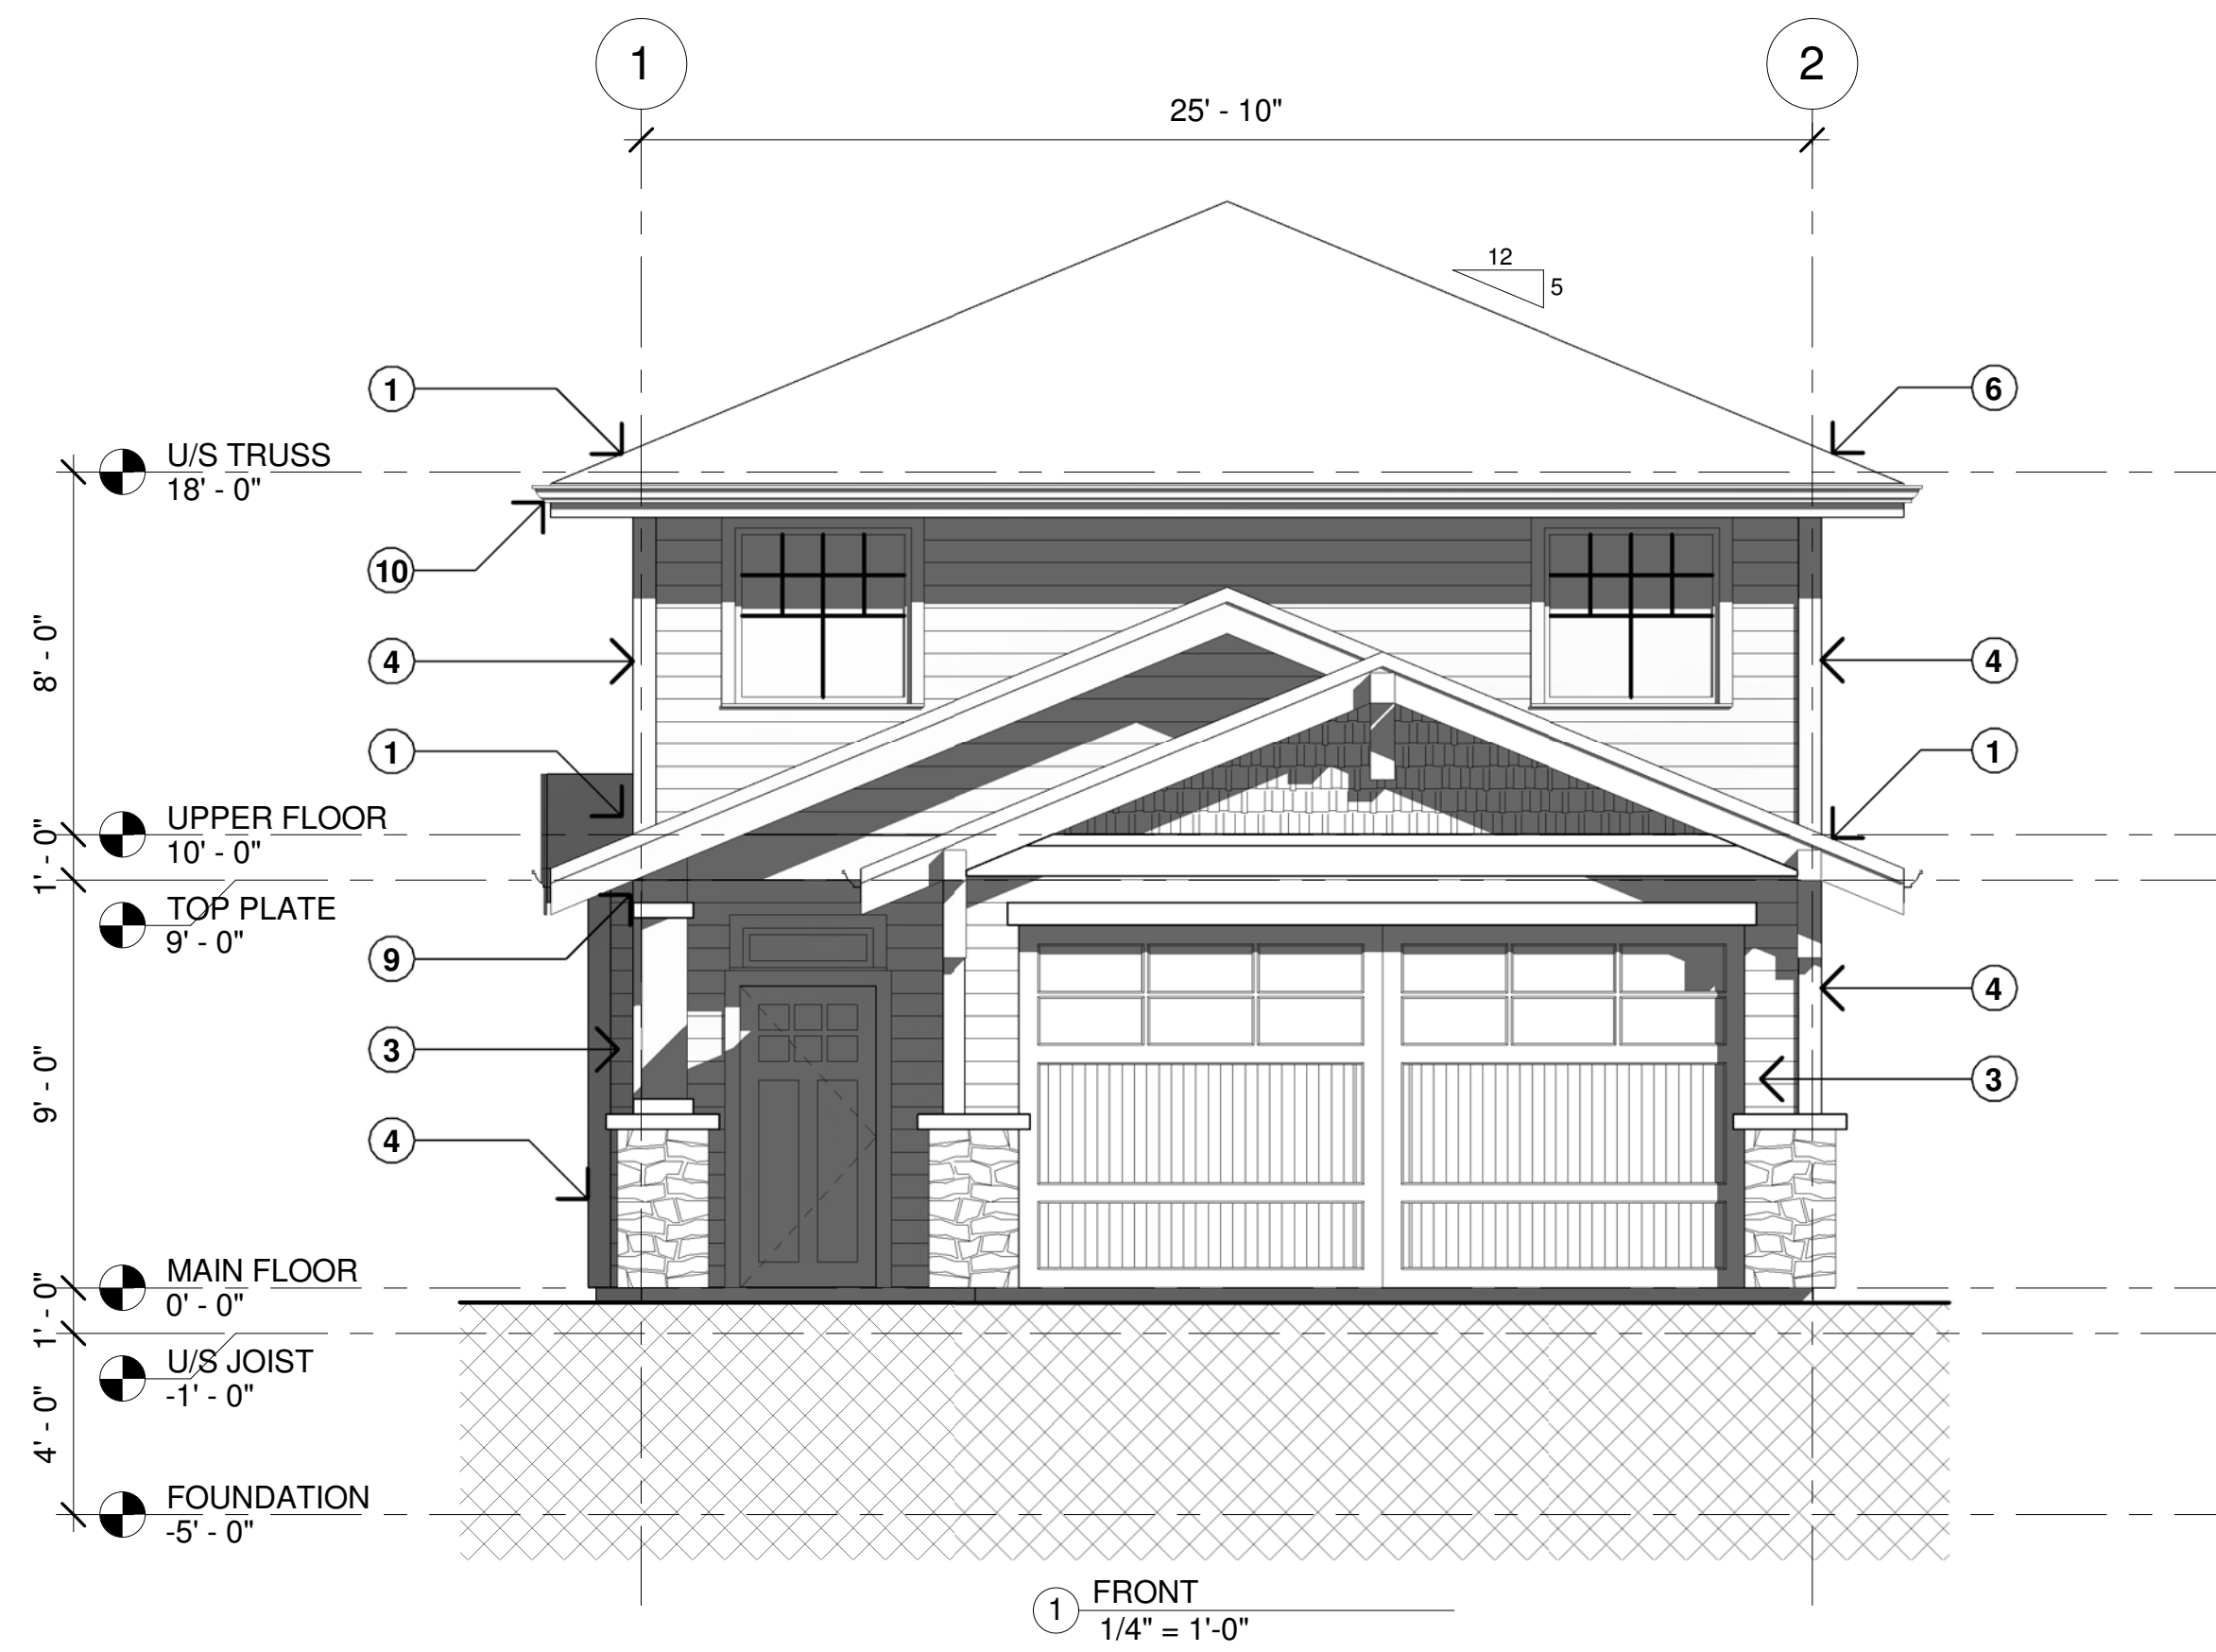 1
2
25' - 10"
12
5
1
6
U/S TRUSS
18' - 0"
10
8' - 0"
4
4
1
1
UPPER FLOOR
10' - 0"
1' - 0"
TOP PLATE
9' - 0"
9
4
9' - 0"
3
3
4
MAIN FLOOR
0' - 0"
1' - 0"
U/S JOIST
-1' - 0"
4' - 0"
FOUNDATION
-5' - 0"
1
FRONT
1/4" = 1'-0"